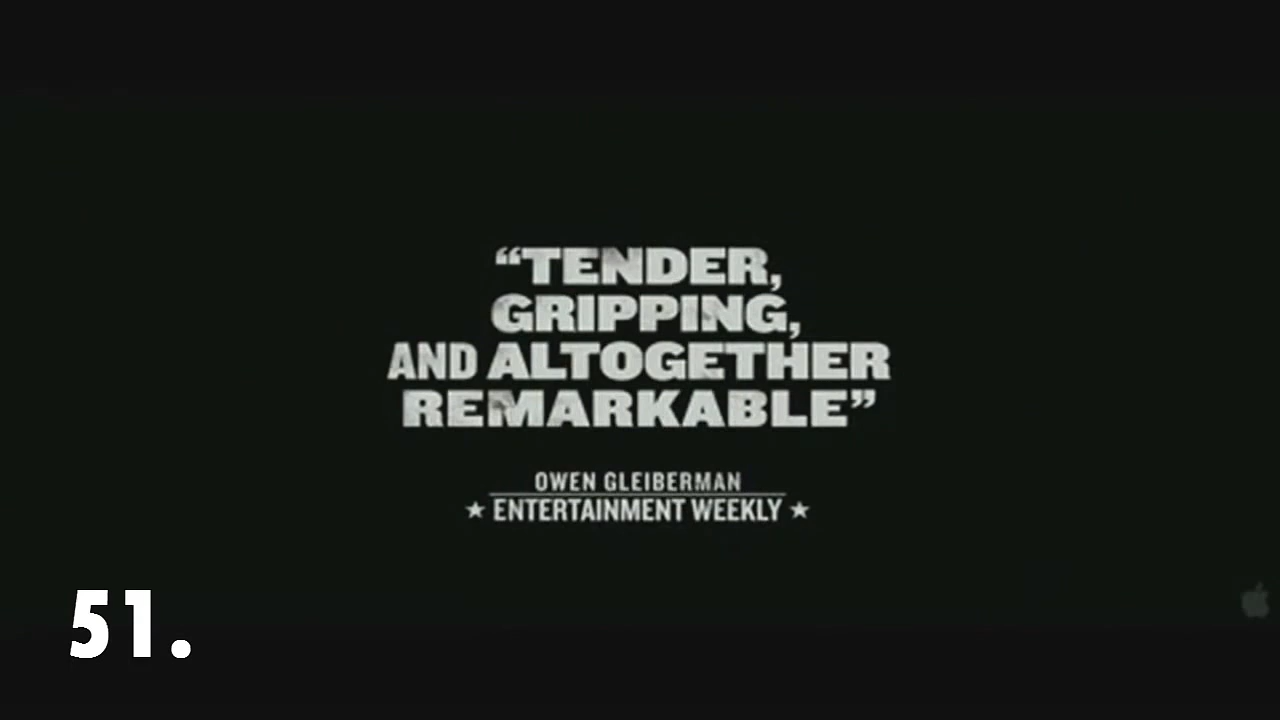 “TENDER,
GRIPPING,
AND ALTOGETHER
REMARKABLE”
OWEN GLEIBERMAN
★ ENTERTAINMENT WEEKLY ★
51.